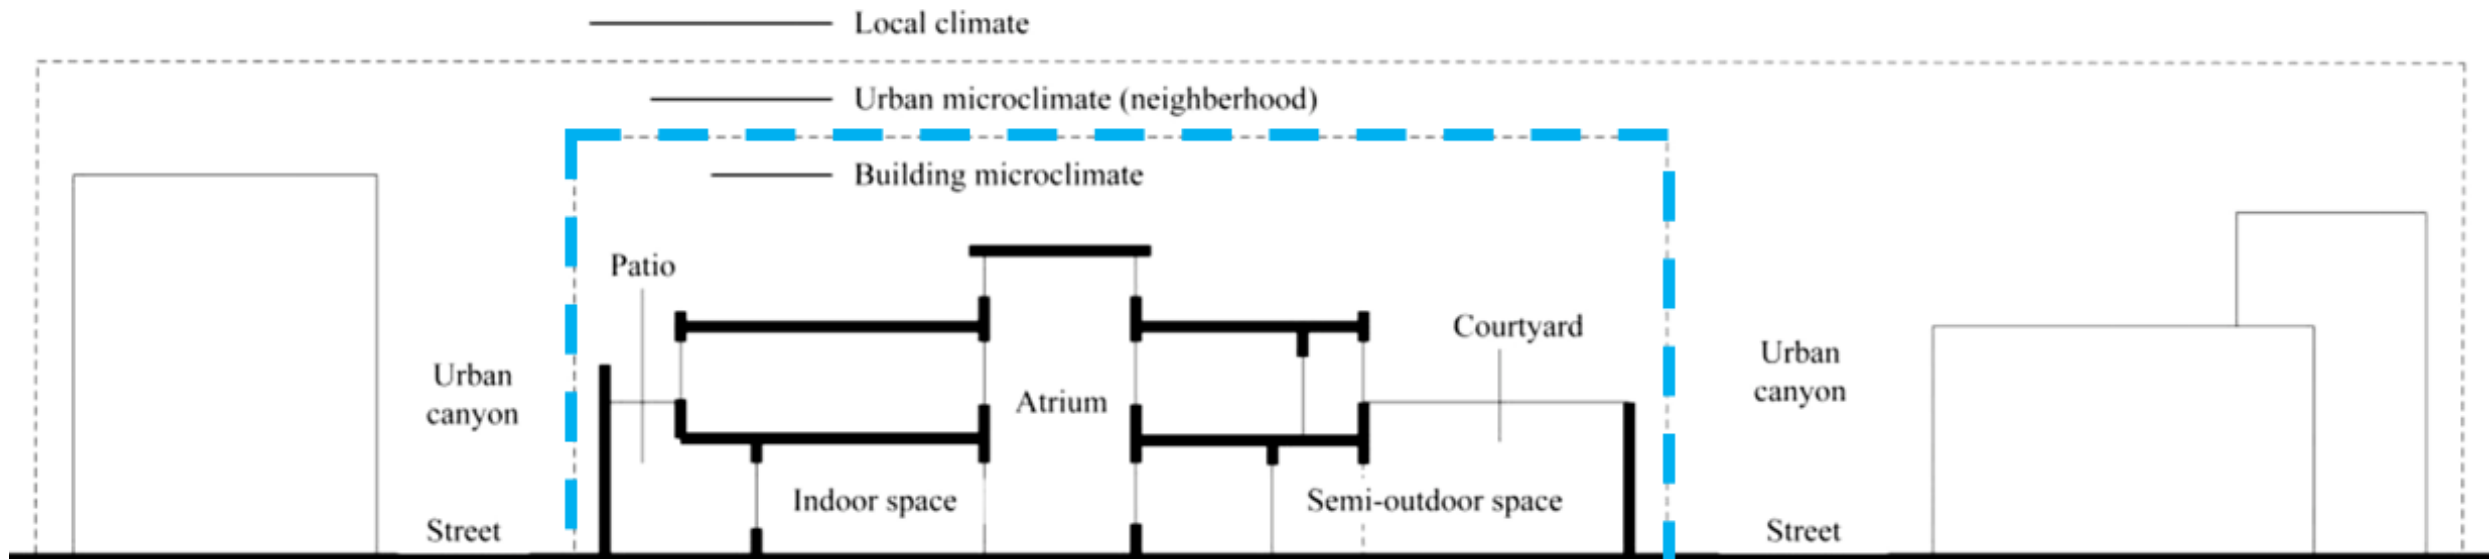 Local climate
Urban microclimate (neighberhood)
Building microclimate
Patio
Courtyard
Urban
canyon
Atrium
Urban
canyon
Indoor space
Semi-outdoor space
Street
Street